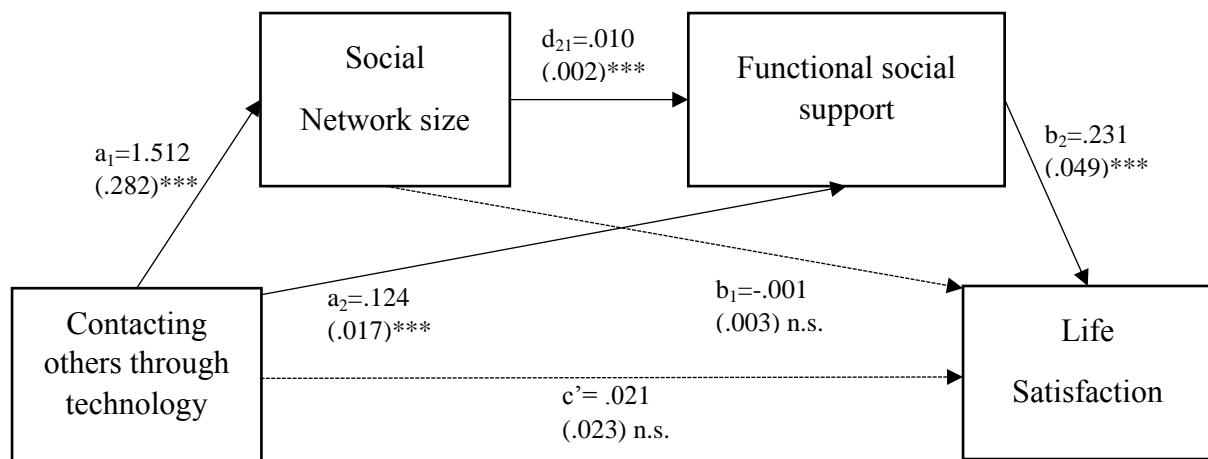 Social
Network size
d₂₁=.010
(.002)***
Functional social
support
a₁=1.512
(.282)***
b₂=.231
(.049)***
Contacting
others through
technology
a₂=.124
(.017)***
b₁=-.001
(.003) n.s.
c’= .021
(.023) n.s.
Life
Satisfaction